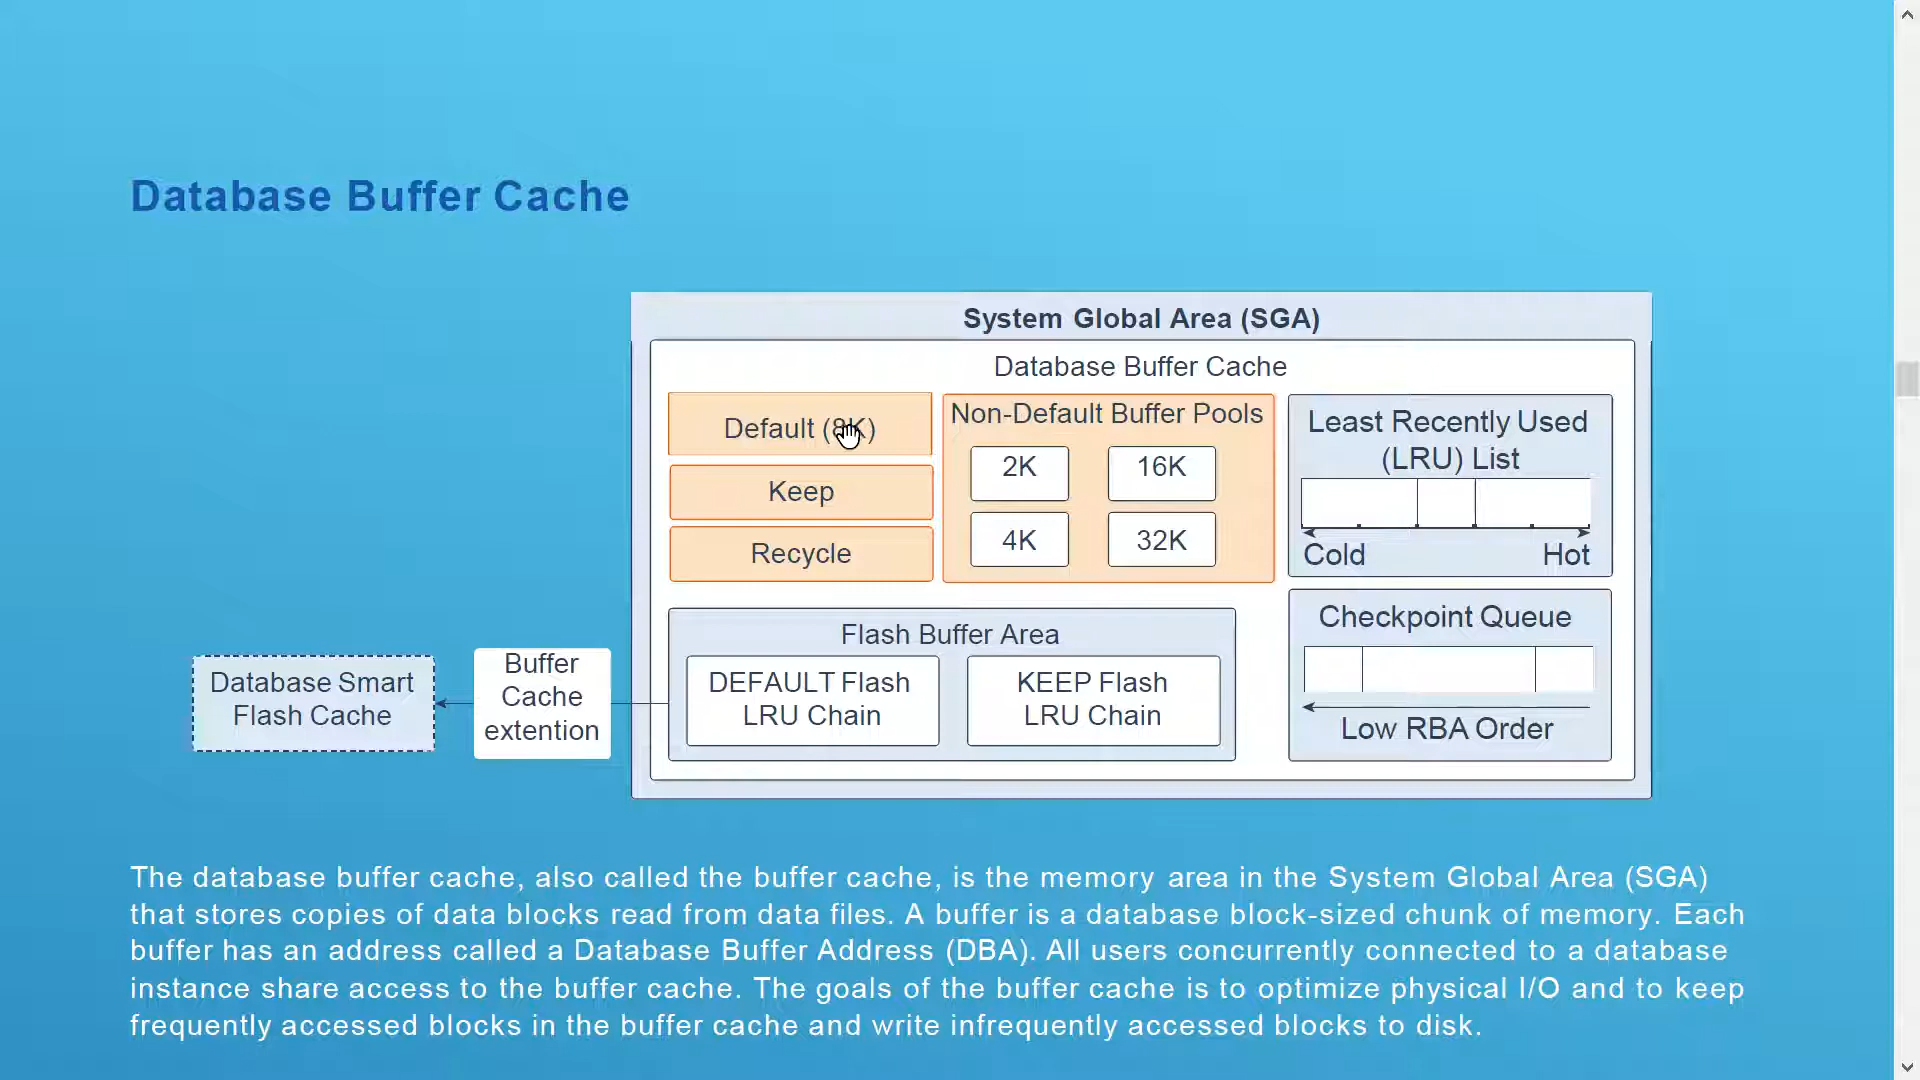 Database Buffer Cache
System Global Area (SGA)
Database Buffer Cache
Default (8K)
Keep
Recycle
Non-Default Buffer Pools
2K
16K
4K
32K
Least Recently Used
(LRU) List
Cold
Hot
Flash Buffer Area
DEFAULT Flash
LRU Chain
KEEP Flash
LRU Chain
Checkpoint Queue
Low RBA Order
Buffer
Cache
extention
Database Smart
Flash Cache
The database buffer cache, also called the buffer cache, is the memory area in the System Global Area (SGA)
that stores copies of data blocks read from data files. A buffer is a database block-sized chunk of memory. Each
buffer has an address called a Database Buffer Address (DBA). All users concurrently connected to a database
instance share access to the buffer cache. The goals of the buffer cache is to optimize physical I/O and to keep
frequently accessed blocks in the buffer cache and write infrequently accessed blocks to disk.